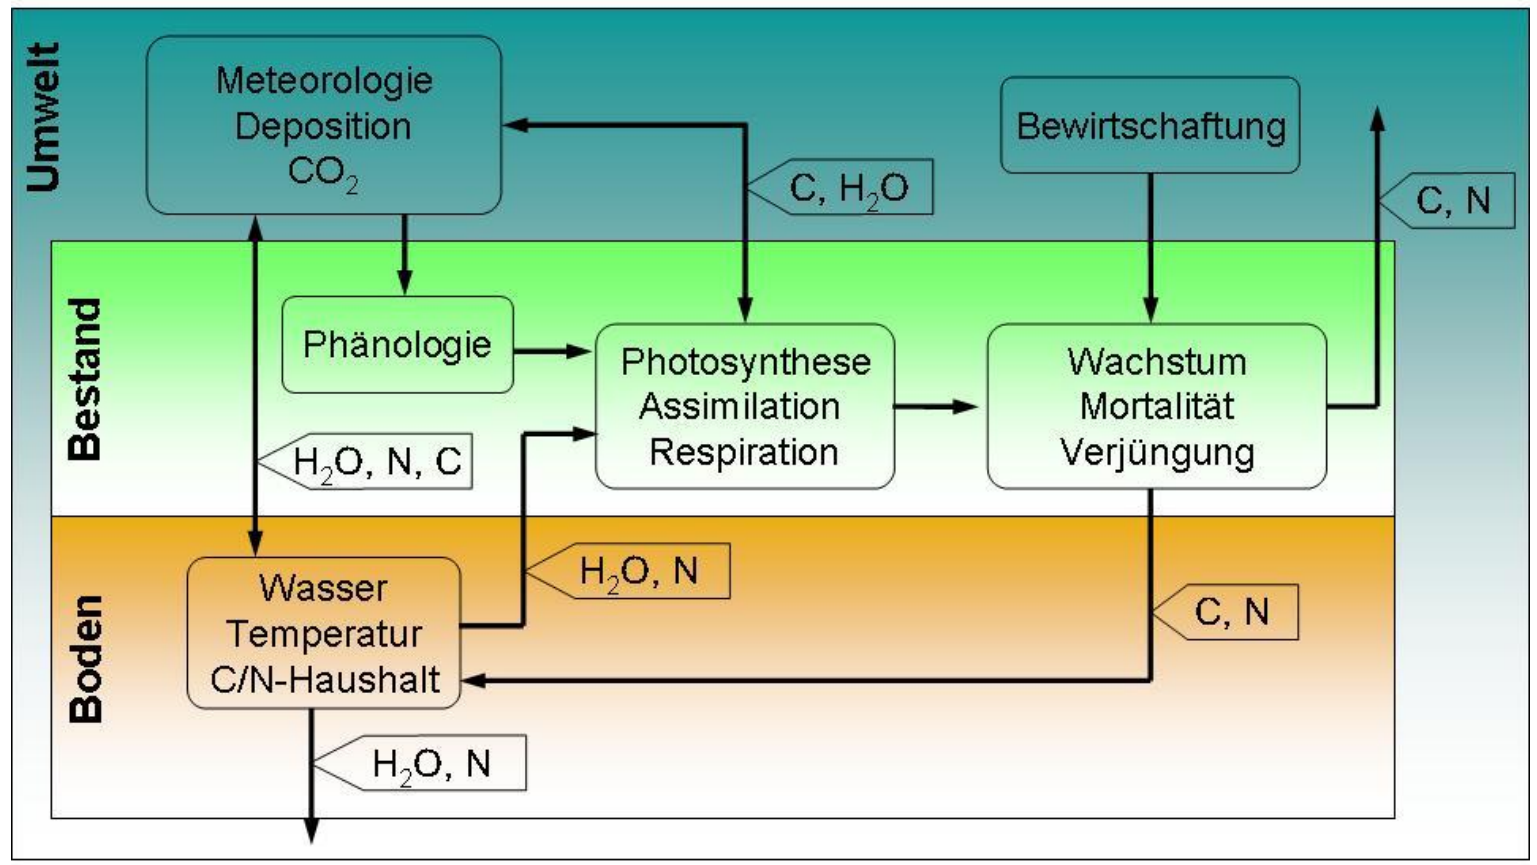 Umwelt
Meteorologie
Deposition
CO₂
Bewirtschaftung
C, H₂O
C, N
Bestand
Phänologie
Photosynthese
Assimilation
Respiration
Wachstum
Mortalität
Verjüngung
H₂O, N, C
Boden
Wasser
Temperatur
C/N-Haushalt
H₂O, N
C, N
H₂O, N